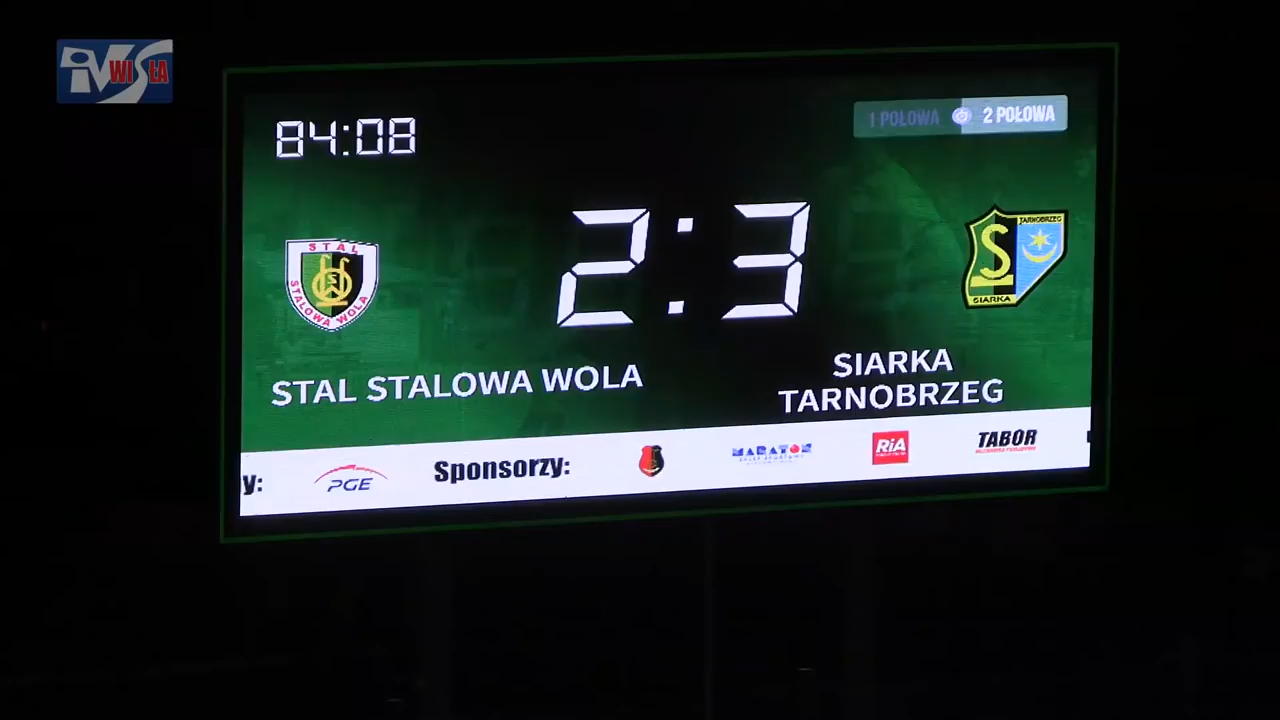 iVWISŁA
84:08
1 POŁOWA 2 POŁOWA
2:3
STAL
STALOWA WOLA
TARNOBRZEG
SIARKA
STAL STALOWA WOLA
SIARKA
TARNOBRZEG
y:
PGE
Sponsorzy:
MARATON
RiA
TABOR